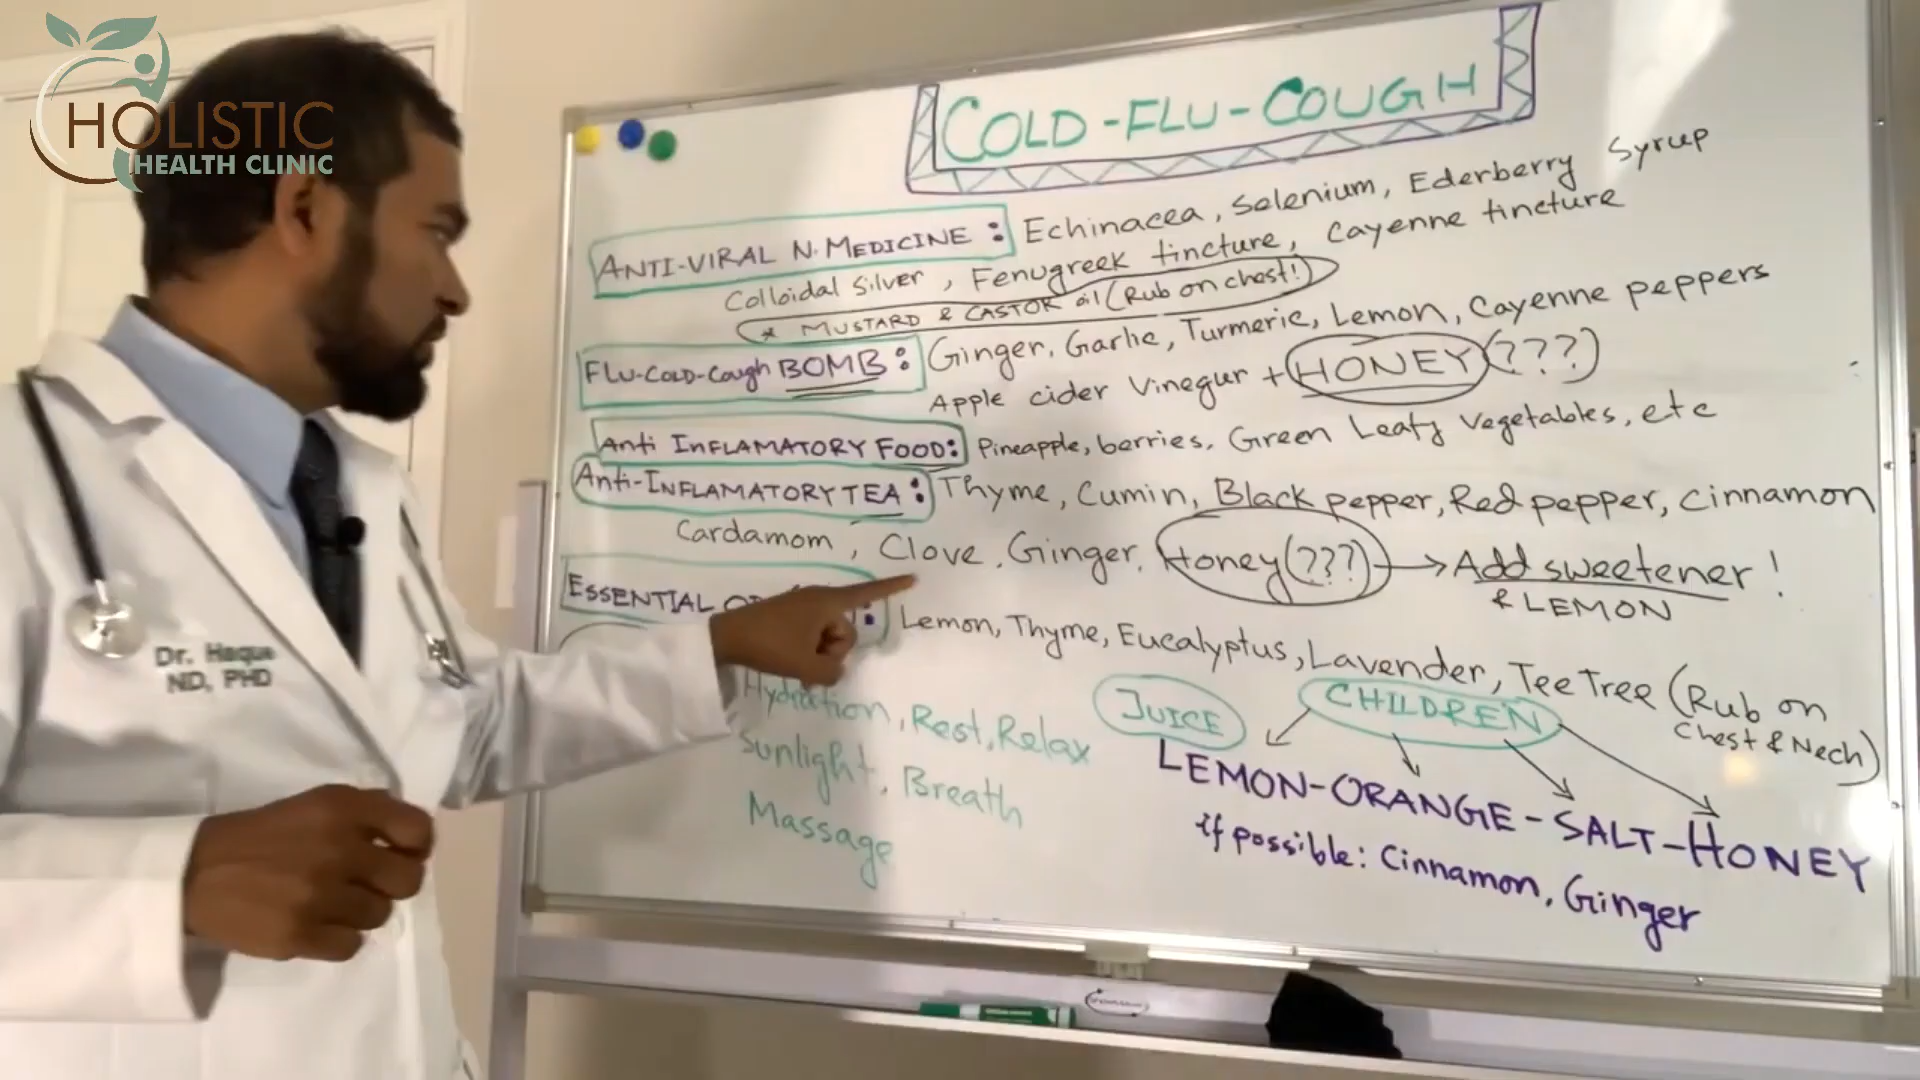 HOLISTIC
HEALTH CLINIC
COLD-FLU-COUGH
ANTI-VIRAL N. MEDICINE : Echinacea, Selenium, Ederberry Syrup
Colloidal Silver, Fenugreek tincture, Cayenne tincture
* MUSTARD & CASTOR oil (Rub on chest!)
FLU-COLD-Cough BOMB : Ginger, Garlic, Turmeric, Lemon, Cayenne peppers
Apple cider Vinegur + HONEY (???)
Anti INFLAMATORY FOOD: Pineapple, berries, Green Leafy Vegetables, etc
Anti-INFLAMATORY TEA : Thyme, Cumin, Black pepper, Red pepper, Cinnamon
Cardamom, Clove, Ginger, Honey (???) → Add sweetener !
& LEMON
ESSENTIAL : Lemon, Thyme, Eucalyptus, Lavender, Tee Tree (Rub on
Chest & Nech)
Hydration, Rest, Relax
Sunlight, Breath
Massage
JUICE CHILDREN
LEMON-ORANGE-SALT-HONEY
if possible: Cinnamon, Ginger
Dr. Haque
ND, PHD